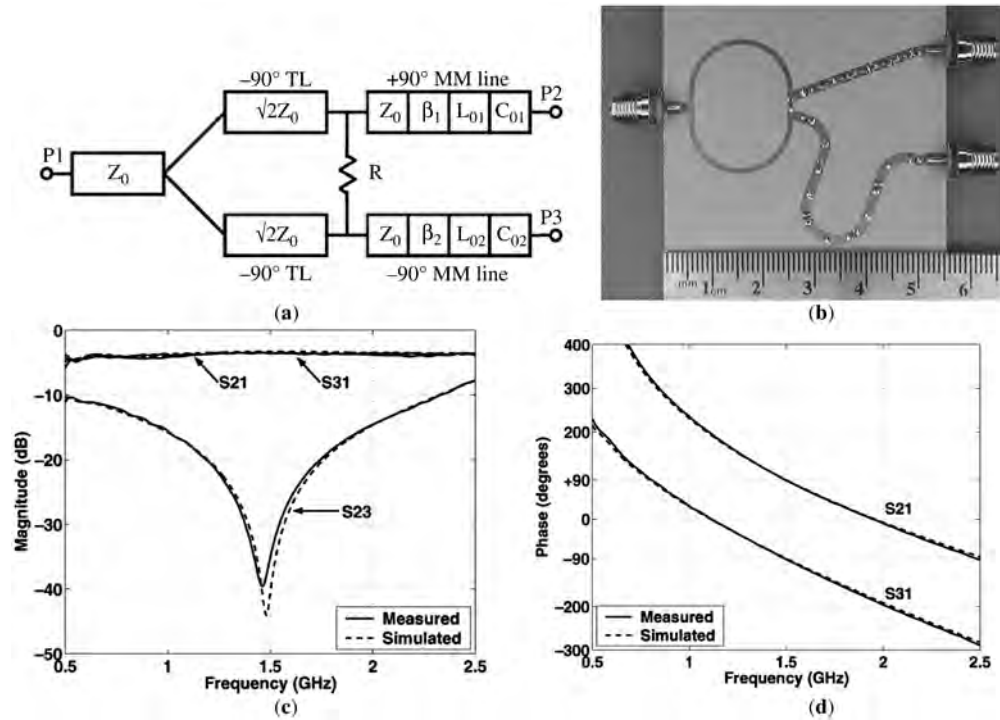 −90° TL
+90° MM line
√2Z0
Z0 β1 L01 C01
P2
P1
Z0
R
P3
√2Z0
Z0 β2 L02 C02
−90° TL
−90° MM line
(a)
mm 1cm 2 3 4 5 6
(b)
0
−10
−20
−30
−40
−50
Magnitude (dB)
S21
S31
S23
Measured
Simulated
0.5 1 1.5 2 2.5
Frequency (GHz)
(c)
400
300
200
+90
0
−90
−200
−300
Phase (degrees)
S21
S31
Measured
Simulated
0.5 1 1.5 2 2.5
Frequency (GHz)
(d)